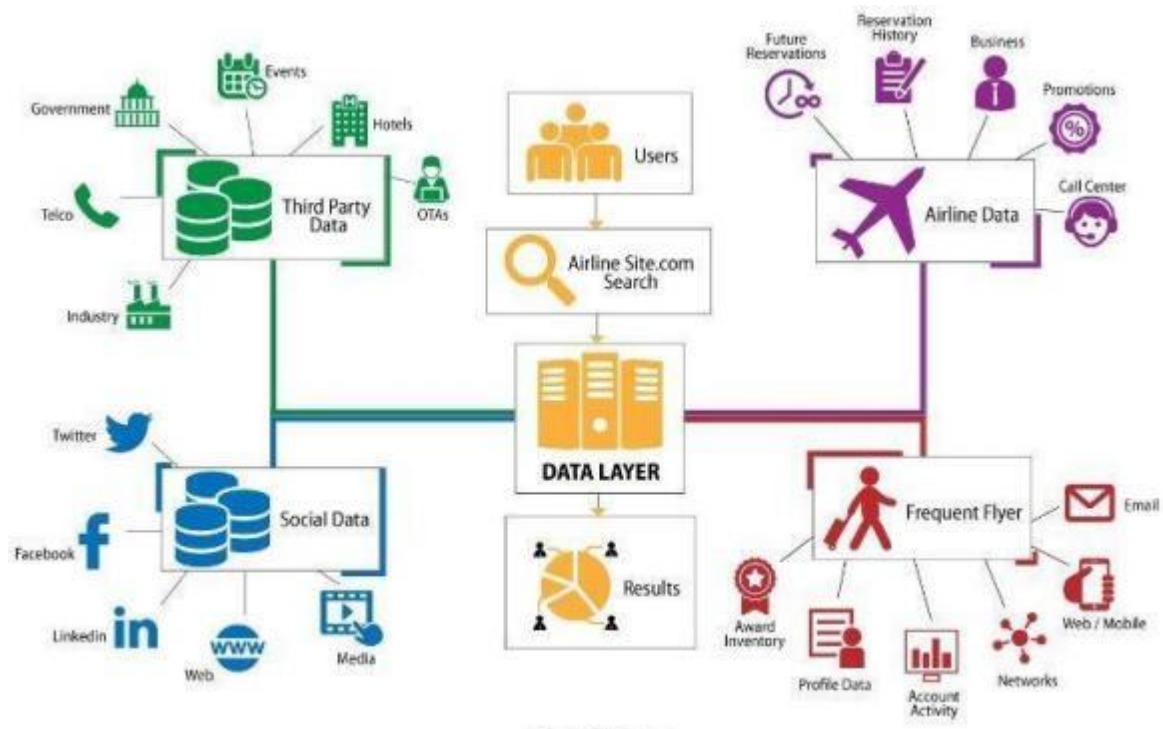 Government
Events
Hotels
Telco
Third Party
Data
OTAs
Industry
Users
Airline Site.com
Search
DATA LAYER
Results
Future
Reservations
Reservation
History
Business
Promotions
%
Airline Data
Call Center
Twitter
Social Data
Facebook
f
Linkedin
in
Web
www
Media
Frequent Flyer
Email
Award
Inventory
Profile Data
Account
Activity
Networks
Web / Mobile